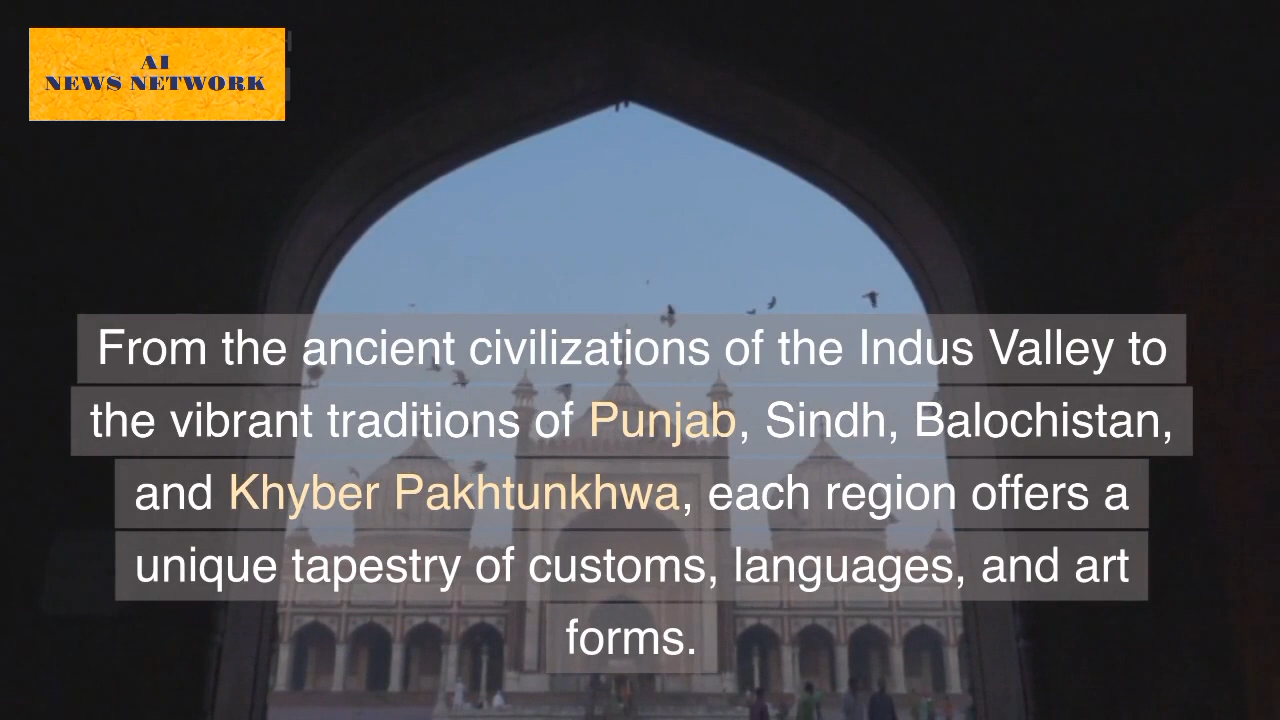 AI
NEWS NETWORK
From the ancient civilizations of the Indus Valley to
the vibrant traditions of Punjab, Sindh, Balochistan,
and Khyber Pakhtunkhwa, each region offers a
unique tapestry of customs, languages, and art
forms.